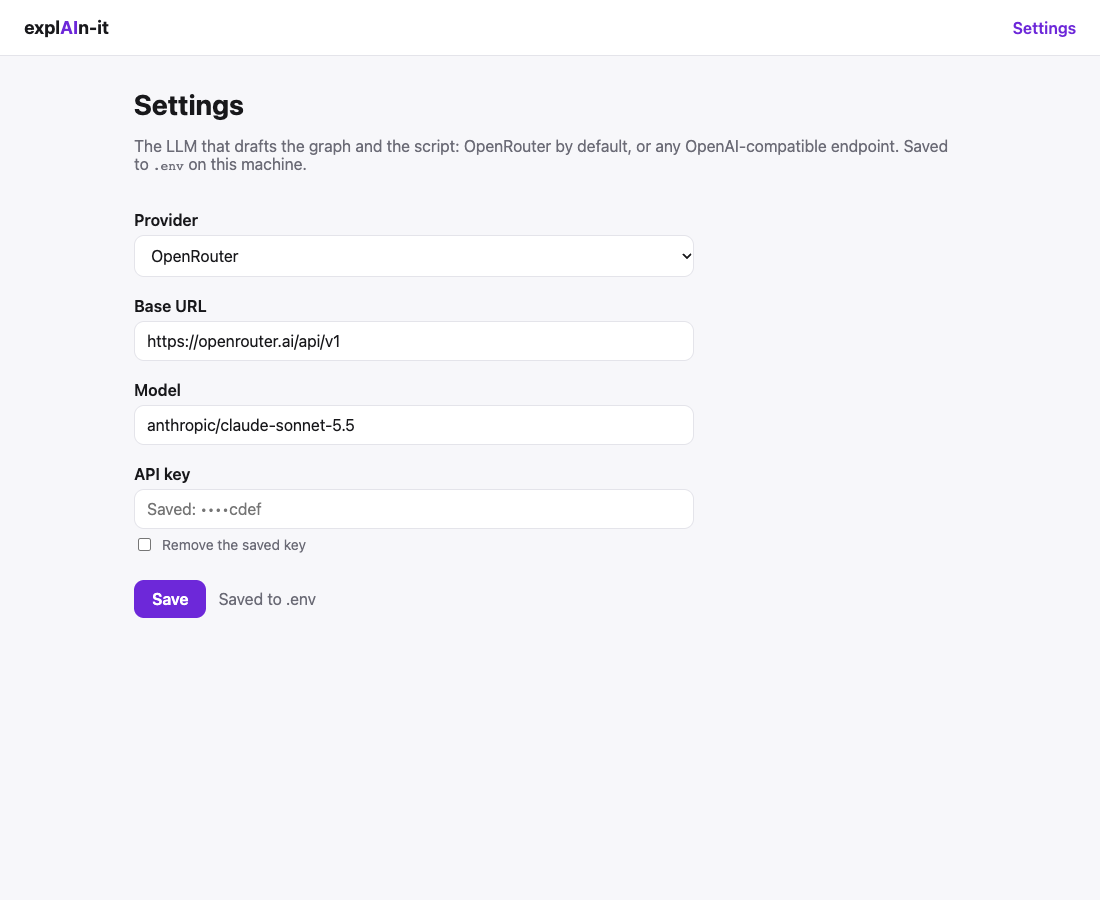 explAIn-it
Settings
Settings
The LLM that drafts the graph and the script: OpenRouter by default, or any OpenAI-compatible endpoint. Saved
to .env on this machine.
Provider
OpenRouter
Base URL
https://openrouter.ai/api/v1
Model
anthropic/claude-sonnet-5.5
API key
Saved: ••••cdef
Remove the saved key
Save
Saved to .env